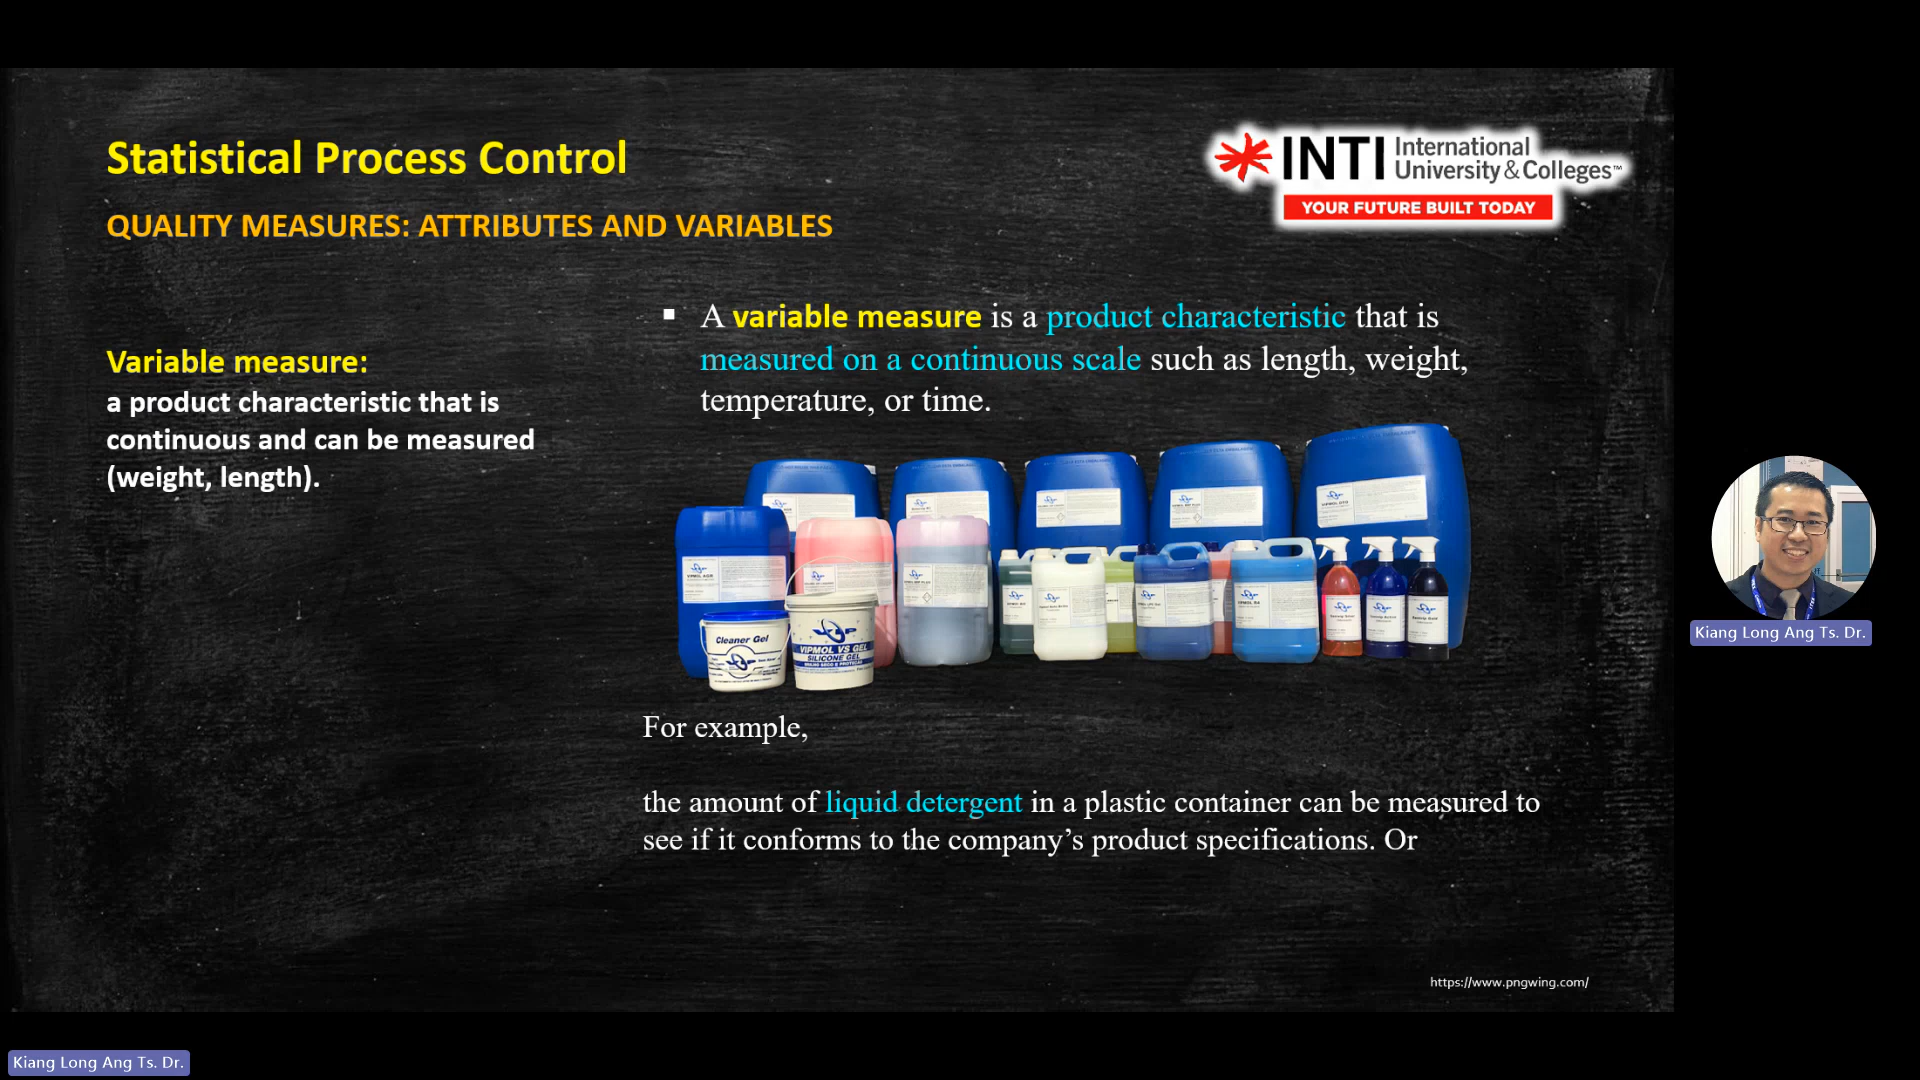 Statistical Process Control
QUALITY MEASURES: ATTRIBUTES AND VARIABLES
INTI International
University & Colleges™
YOUR FUTURE BUILT TODAY
Variable measure:
a product characteristic that is
continuous and can be measured
(weight, length).
▪ A variable measure is a product characteristic that is
measured on a continuous scale such as length, weight,
temperature, or time.
VIPMOL AGR
Cleaner Gel
VIPMOL VS GEL
SILICONE GEL
For example,
the amount of liquid detergent in a plastic container can be measured to
see if it conforms to the company’s product specifications. Or
https://www.pngwing.com/
Kiang Long Ang Ts. Dr.
Kiang Long Ang Ts. Dr.